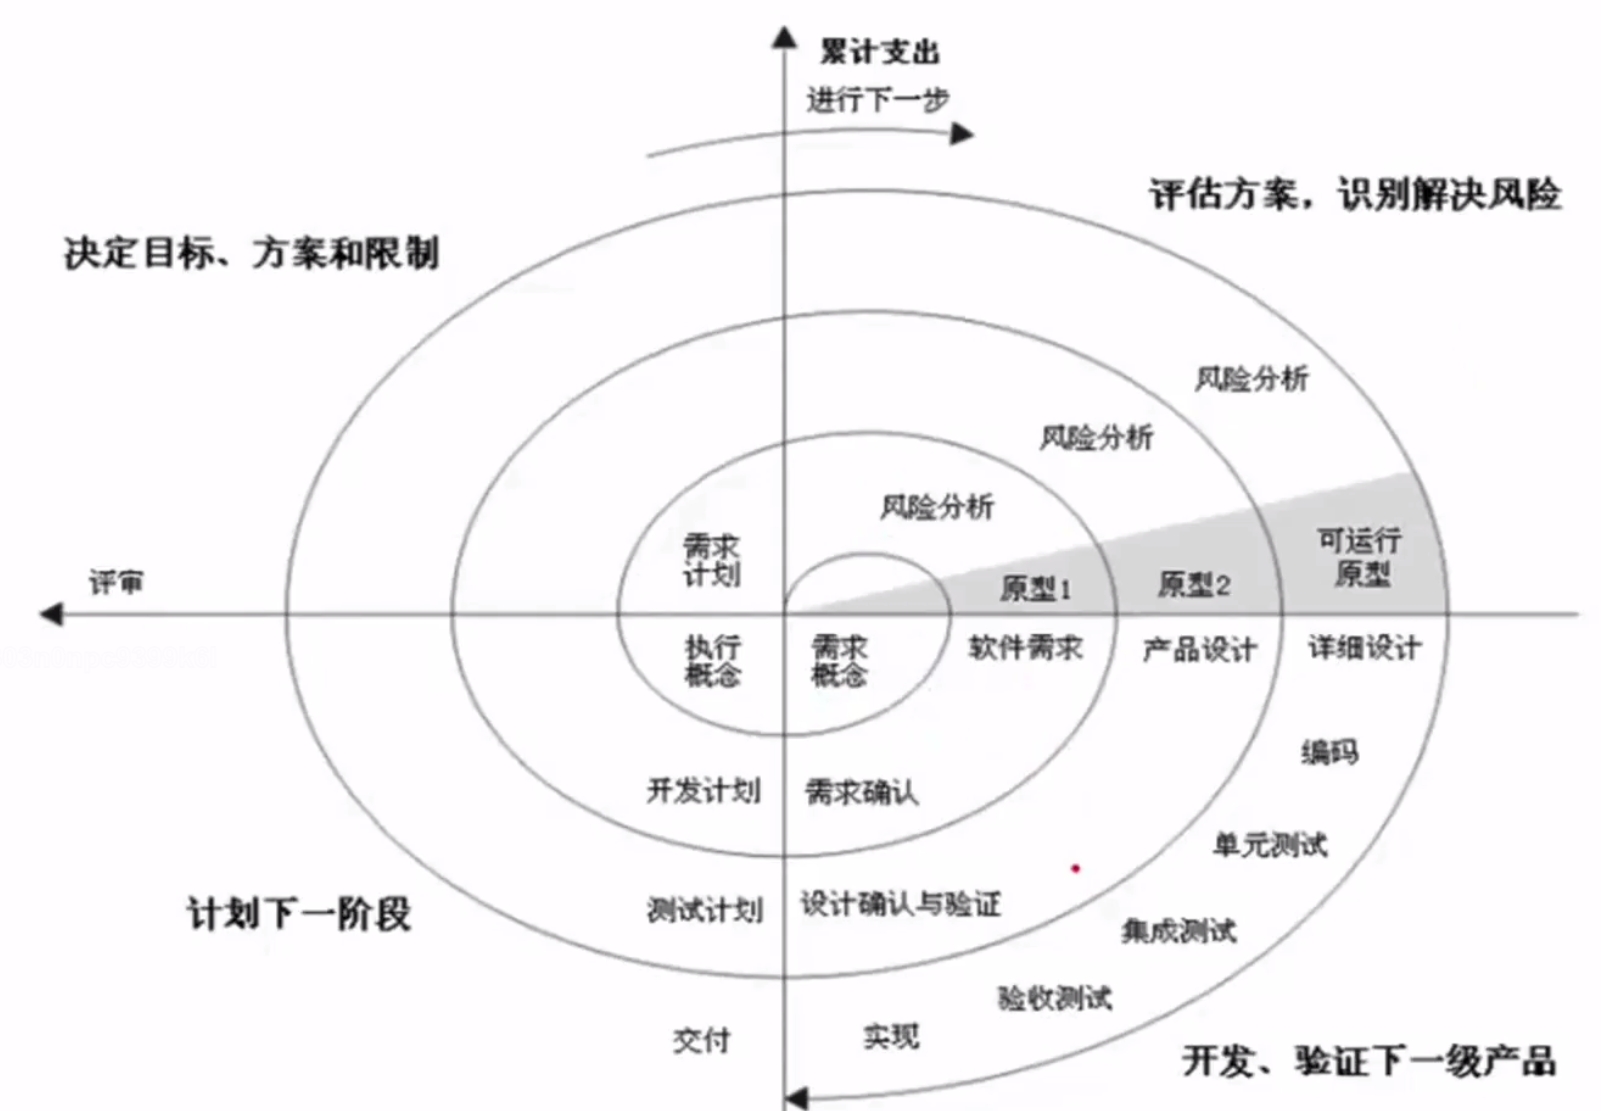 累计支出
进行下一步
评估方案，识别解决风险
决定目标、方案和限制
风险分析
风险分析
风险分析
需求
计划
可运行
原型
评审
原型1
原型2
执行
概念
需求
概念
软件需求
产品设计
详细设计
编码
开发计划
需求确认
单元测试
计划下一阶段
测试计划
设计确认与验证
集成测试
验收测试
交付
实现
开发、验证下一级产品